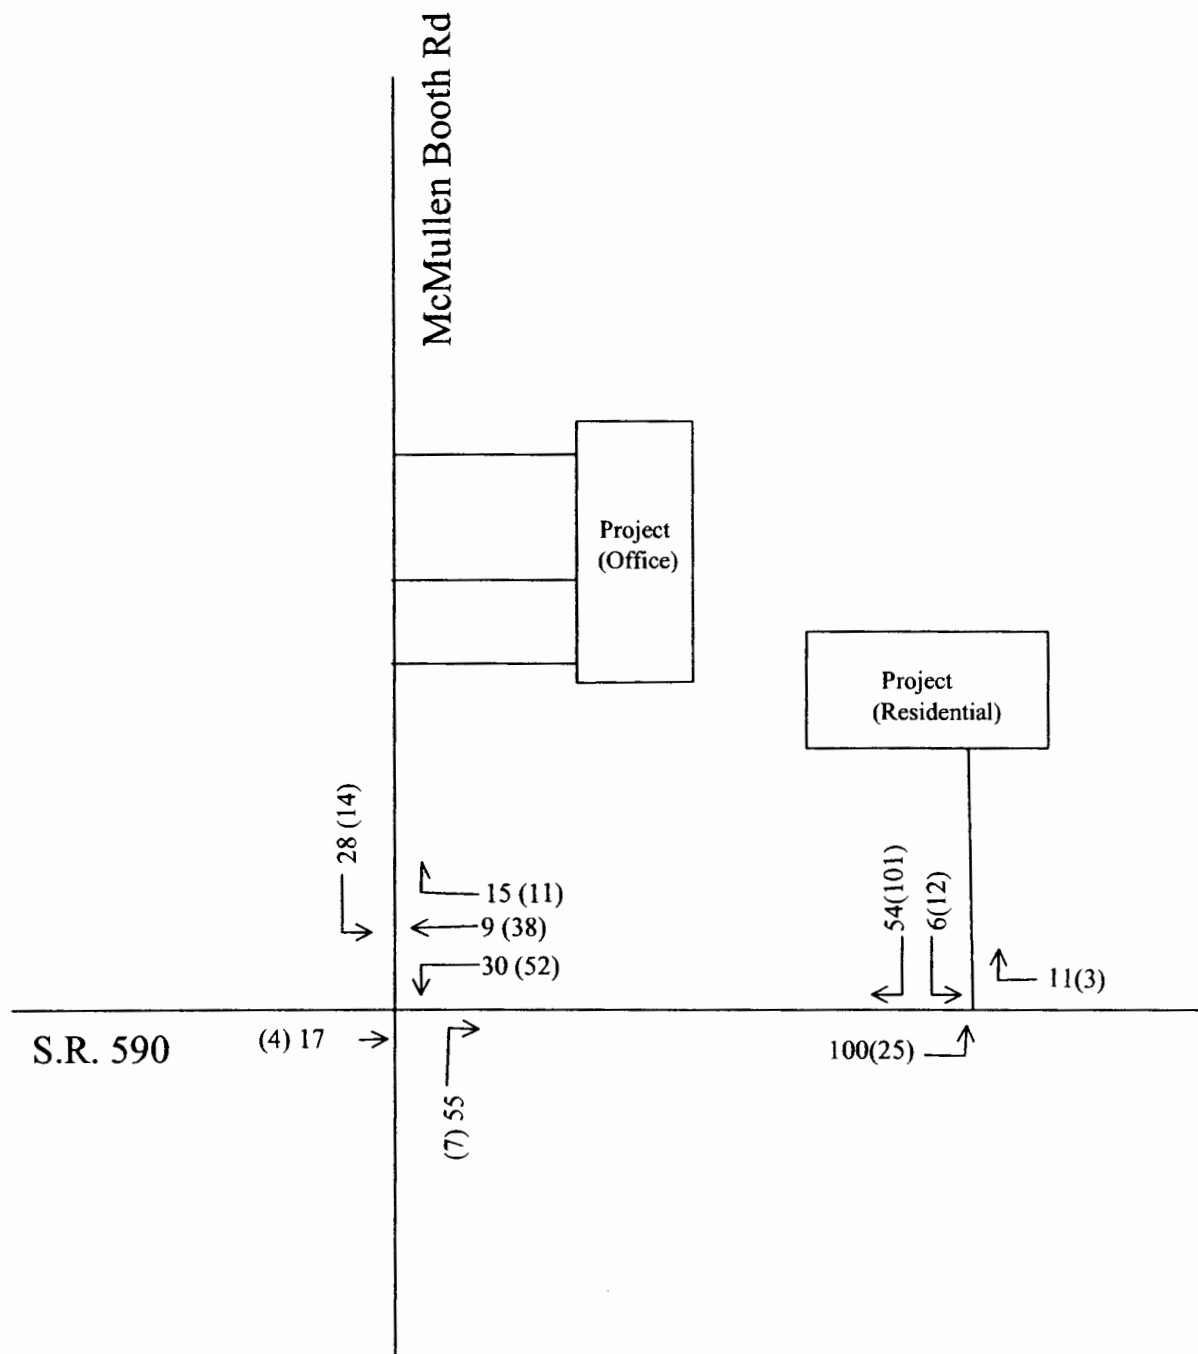 McMullen Booth Rd
Project
(Office)
Project
(Residential)
28 (14)
15 (11)
9 (38)
30 (52)
54(101)
6(12)
11(3)
S.R. 590
(4) 17
(7) 55
100(25)